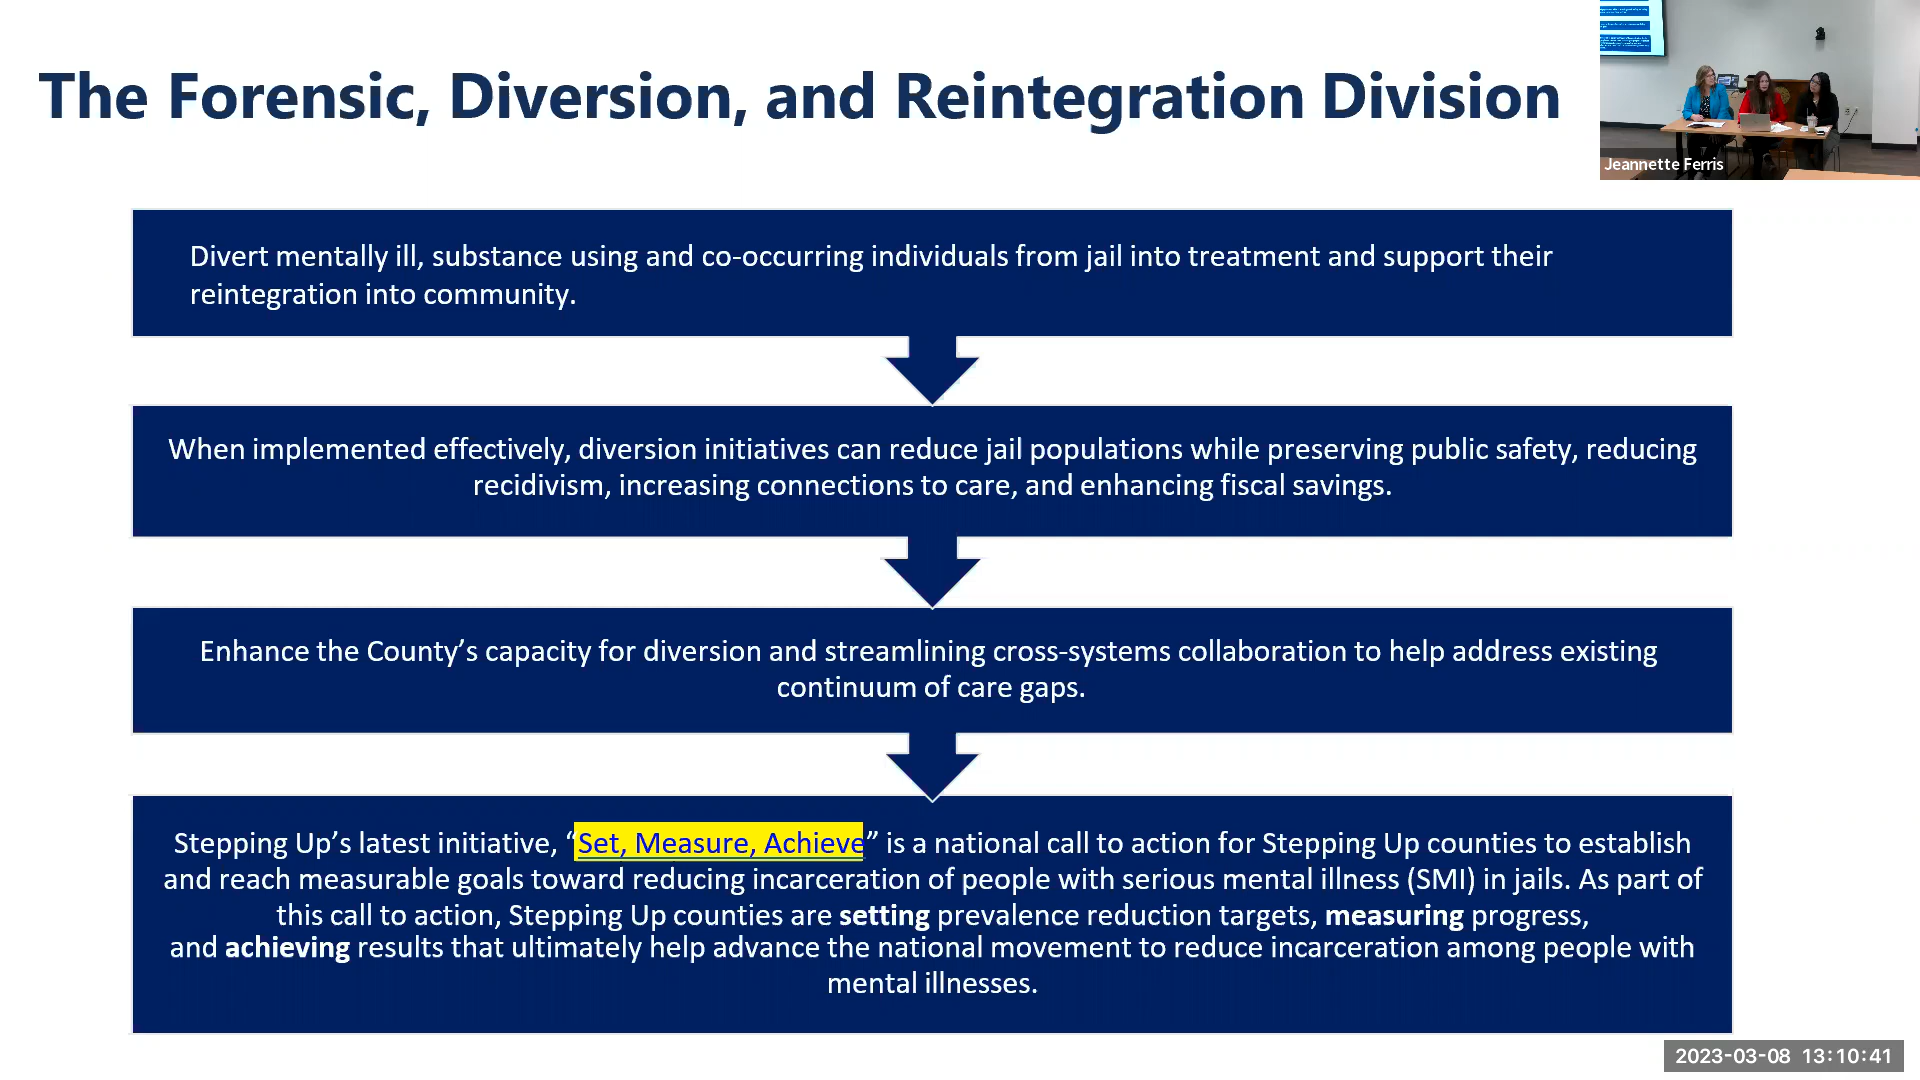 The Forensic, Diversion, and Reintegration Division
Jeannette Ferris
Divert mentally ill, substance using and co-occurring individuals from jail into treatment and support their
reintegration into community.
When implemented effectively, diversion initiatives can reduce jail populations while preserving public safety, reducing
recidivism, increasing connections to care, and enhancing fiscal savings.
Enhance the County’s capacity for diversion and streamlining cross-systems collaboration to help address existing
continuum of care gaps.
Stepping Up’s latest initiative, “Set, Measure, Achieve” is a national call to action for Stepping Up counties to establish
and reach measurable goals toward reducing incarceration of people with serious mental illness (SMI) in jails. As part of
this call to action, Stepping Up counties are setting prevalence reduction targets, measuring progress,
and achieving results that ultimately help advance the national movement to reduce incarceration among people with
mental illnesses.
2023-03-08 13:10:41